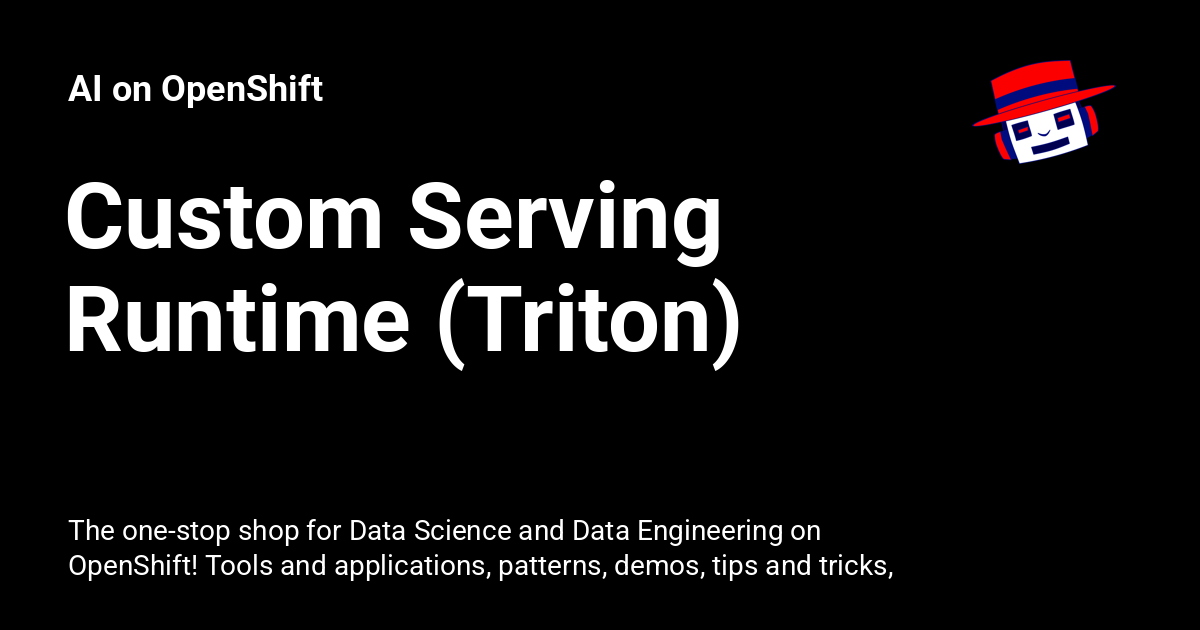 AI on OpenShift
Custom Serving
Runtime (Triton)
The one-stop shop for Data Science and Data Engineering on
OpenShift! Tools and applications, patterns, demos, tips and tricks,